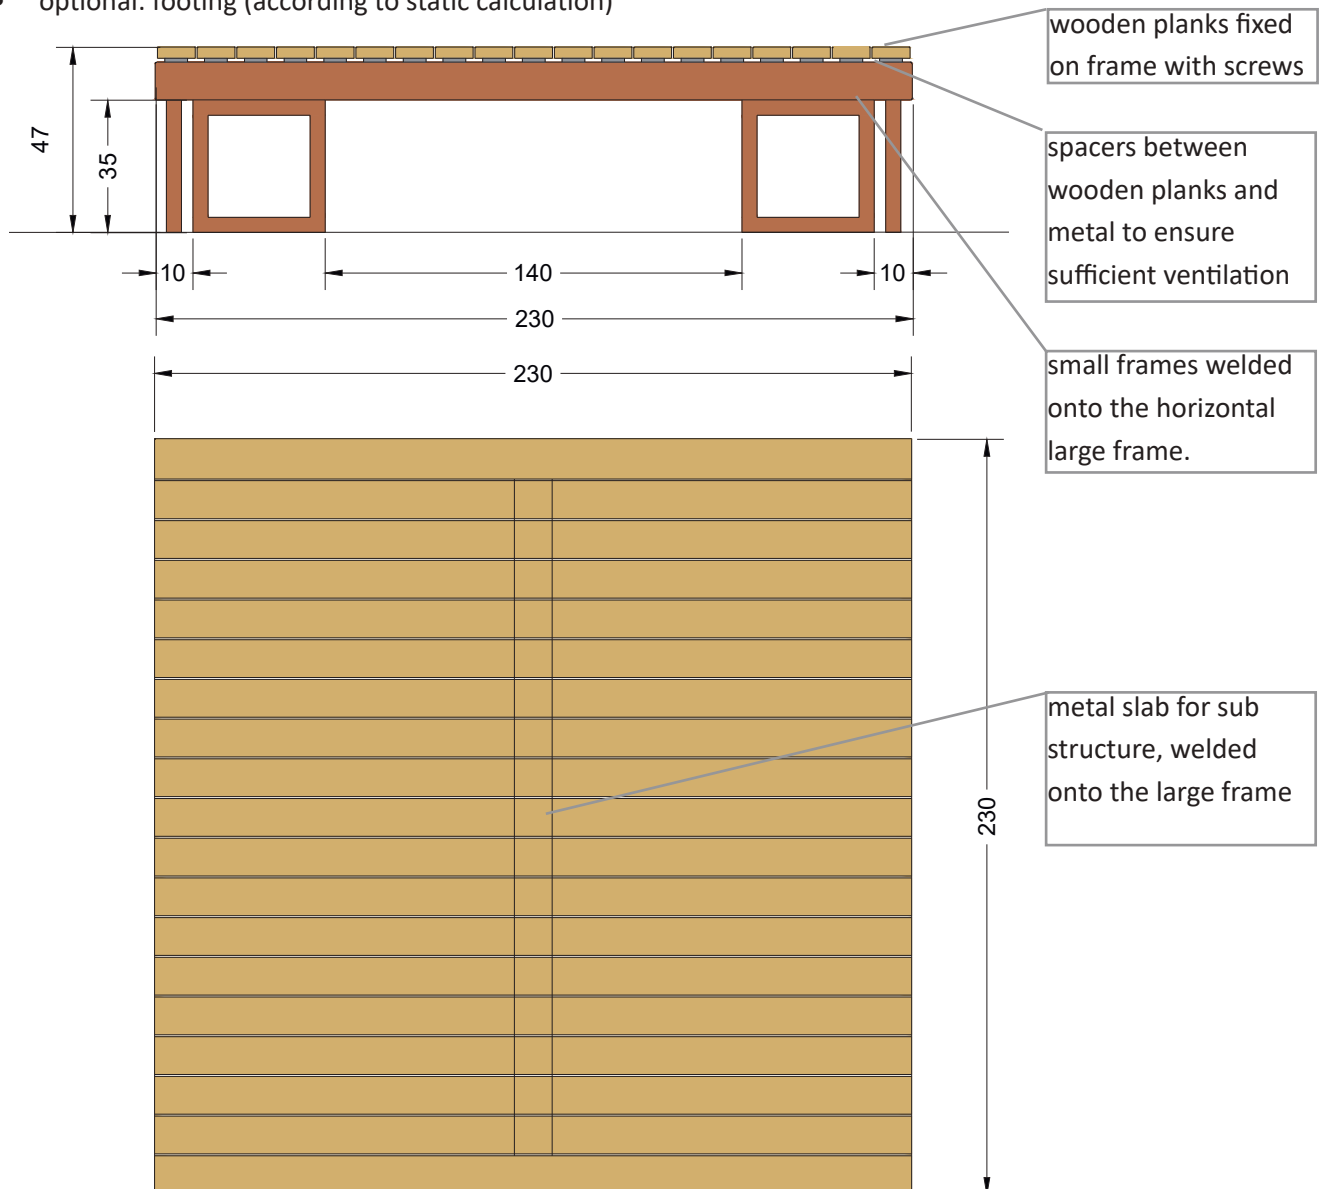 optional: footing (according to static calculation)
wooden planks fixed
on frame with screws
47
35
spacers between
wooden planks and
metal to ensure
sufficient ventilation
10
140
10
230
230
small frames welded
onto the horizontal
large frame.
metal slab for sub
structure, welded
onto the large frame
230